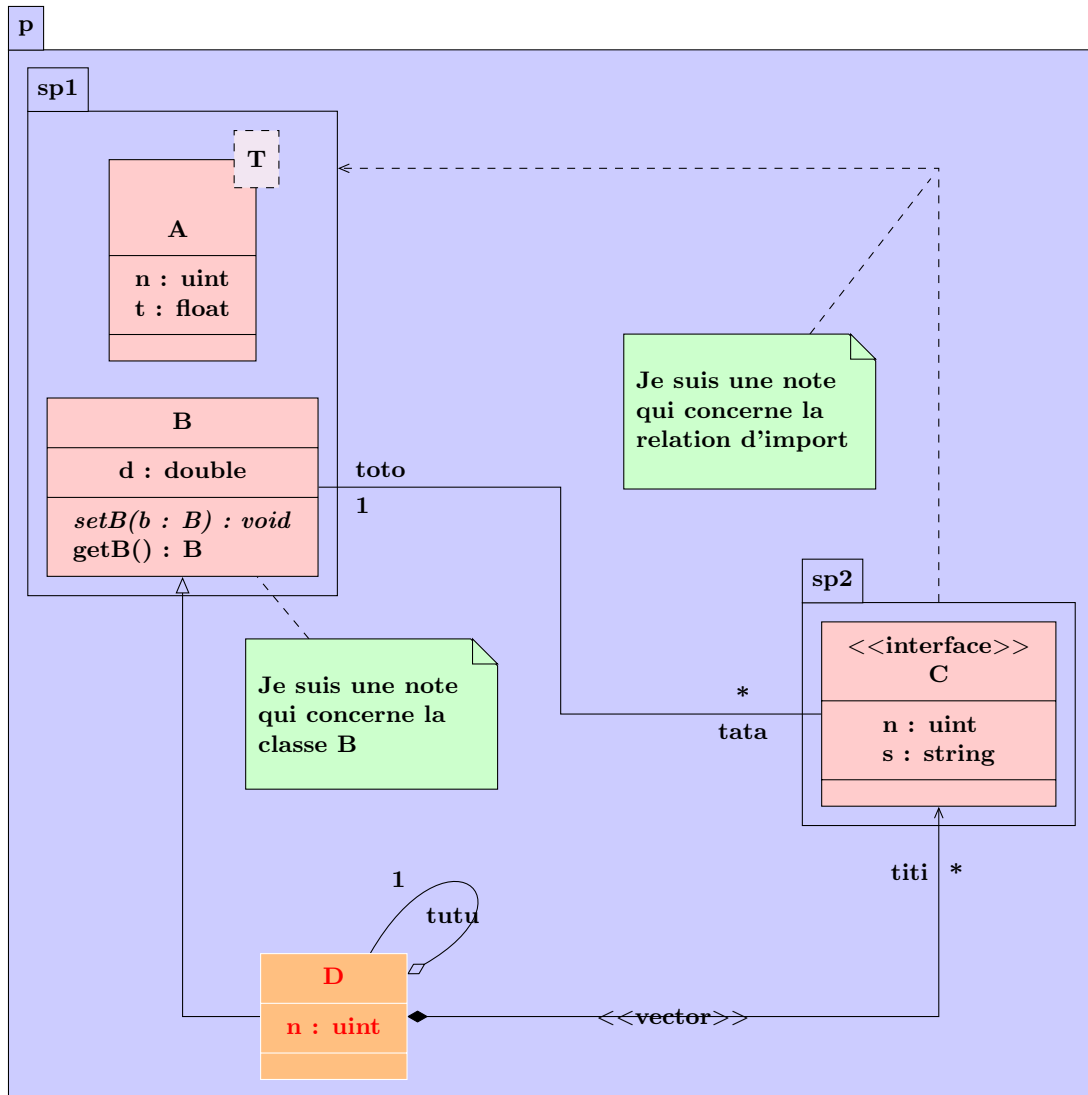 p
sp1
T
A
n : uint
t : float
Je suis une note
qui concerne la
relation d'import
B
d : double
setB(b : B) : void
getB() : B
toto
1
sp2
<<interface>>
C
n : uint
s : string
*
tata
Je suis une note
qui concerne la
classe B
titi *
1
tutu
D
n : uint
<<vector>>